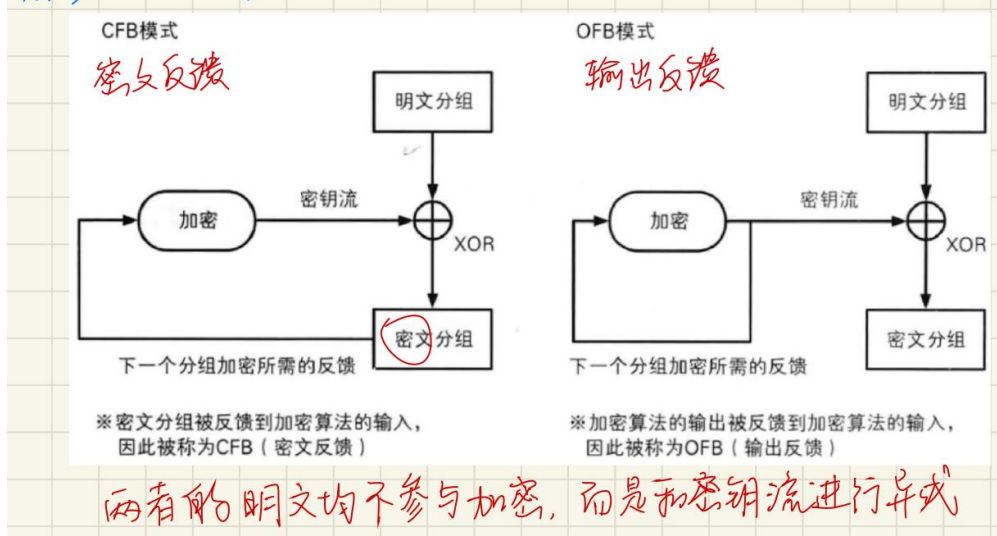 CFB模式
密文反馈
明文分组
加密
密钥流
XOR
密文分组
下一个分组加密所需的反馈
※密文分组被反馈到加密算法的输入，
因此被称为CFB（密文反馈）
OFB模式
输出反馈
明文分组
加密
密钥流
XOR
密文分组
下一个分组加密所需的反馈
※加密算法的输出被反馈到加密算法的输入，
因此被称为OFB（输出反馈）
两者的明文均不参与加密，而是和密钥流进行异或